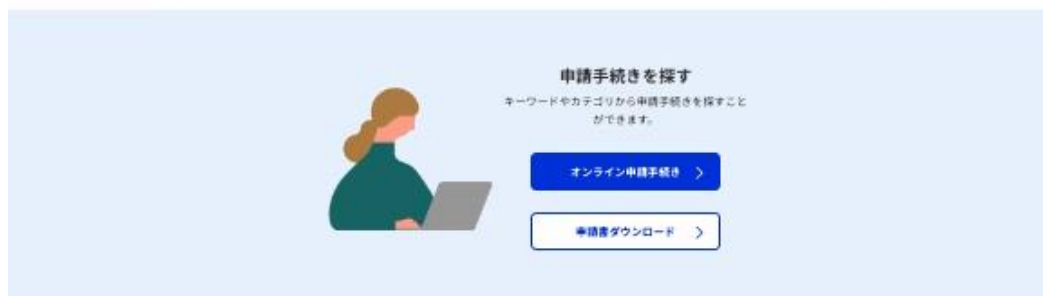 申請手続きを探す
キーワードやカテゴリから申請手続きを探すこと
ができます。
オンライン申請手続き
申請書ダウンロード